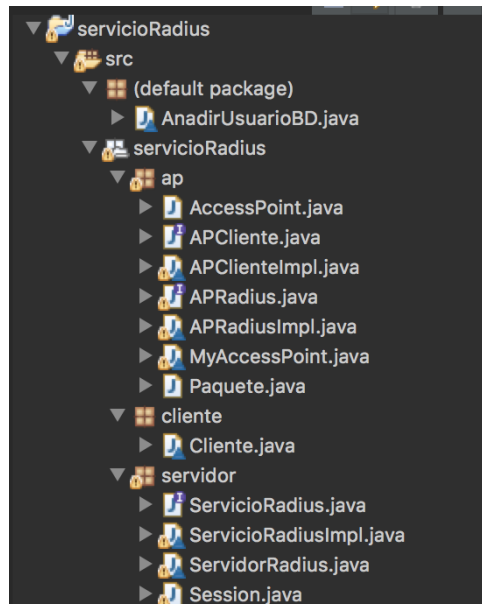 servicioRadius
src
(default package)
AnadirUsuarioBD.java
servicioRadius
ap
AccessPoint.java
APCliente.java
APClienteImpl.java
APRadius.java
APRadiusImpl.java
MyAccessPoint.java
Paquete.java
cliente
Cliente.java
servidor
ServicioRadius.java
ServicioRadiusImpl.java
ServidorRadius.java
Session.java